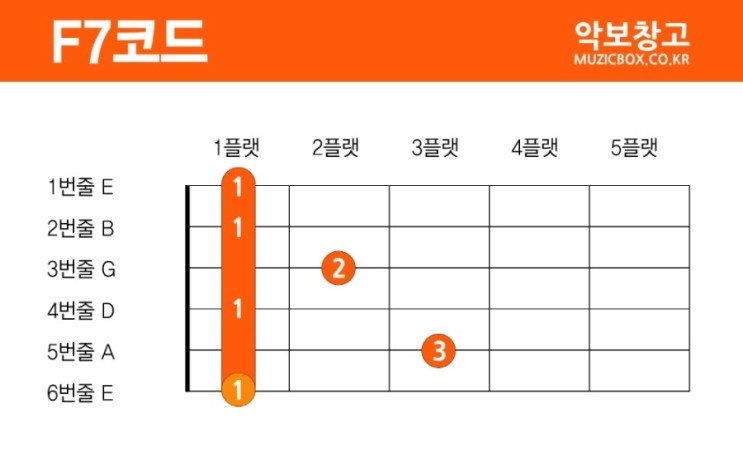 F7코드
악보창고
MUZICBOX.CO.KR
1플랫 2플랫 3플랫 4플랫 5플랫
1번줄 E 1
2번줄 B 1
3번줄 G 2
4번줄 D 1
5번줄 A 3
6번줄 E 1